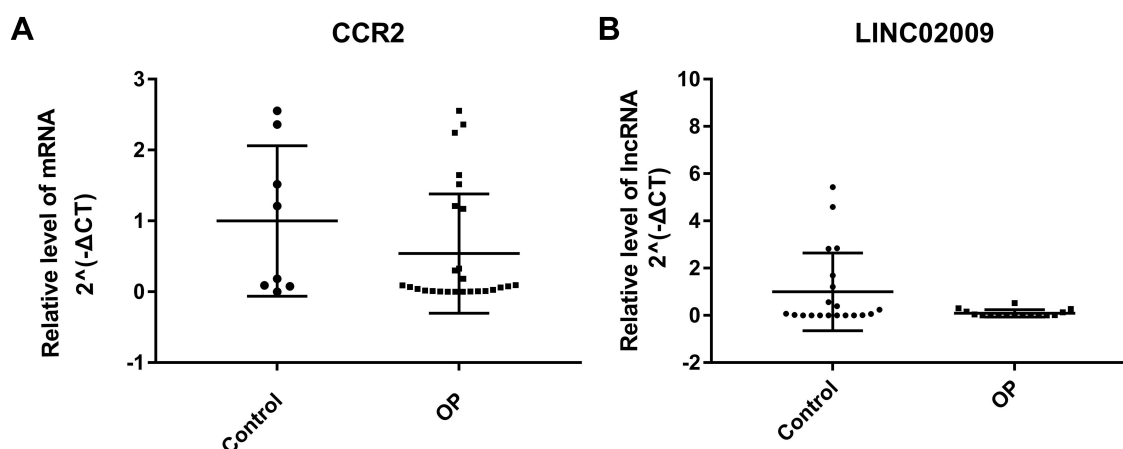 A
CCR2
Relative level of mRNA
2^(-ΔCT)
3
2
1
0
-1
Control
OP
B
LINC02009
Relative level of lncRNA
2^(-ΔCT)
10
8
6
4
2
0
-2
Control
OP